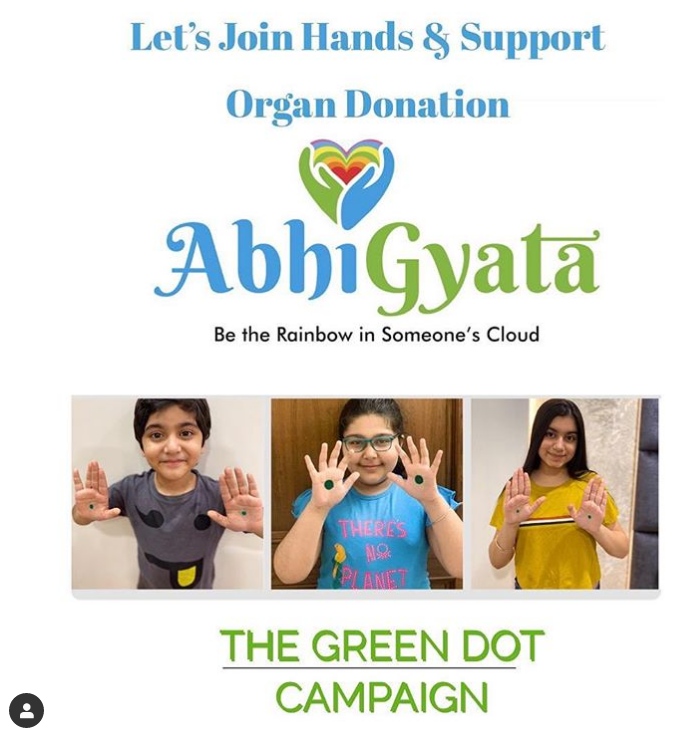 Let's Join Hands & Support
Organ Donation
AbhiGyata
Be the Rainbow in Someone's Cloud
THERE'S
NO
PLANET
THE GREEN DOT
CAMPAIGN